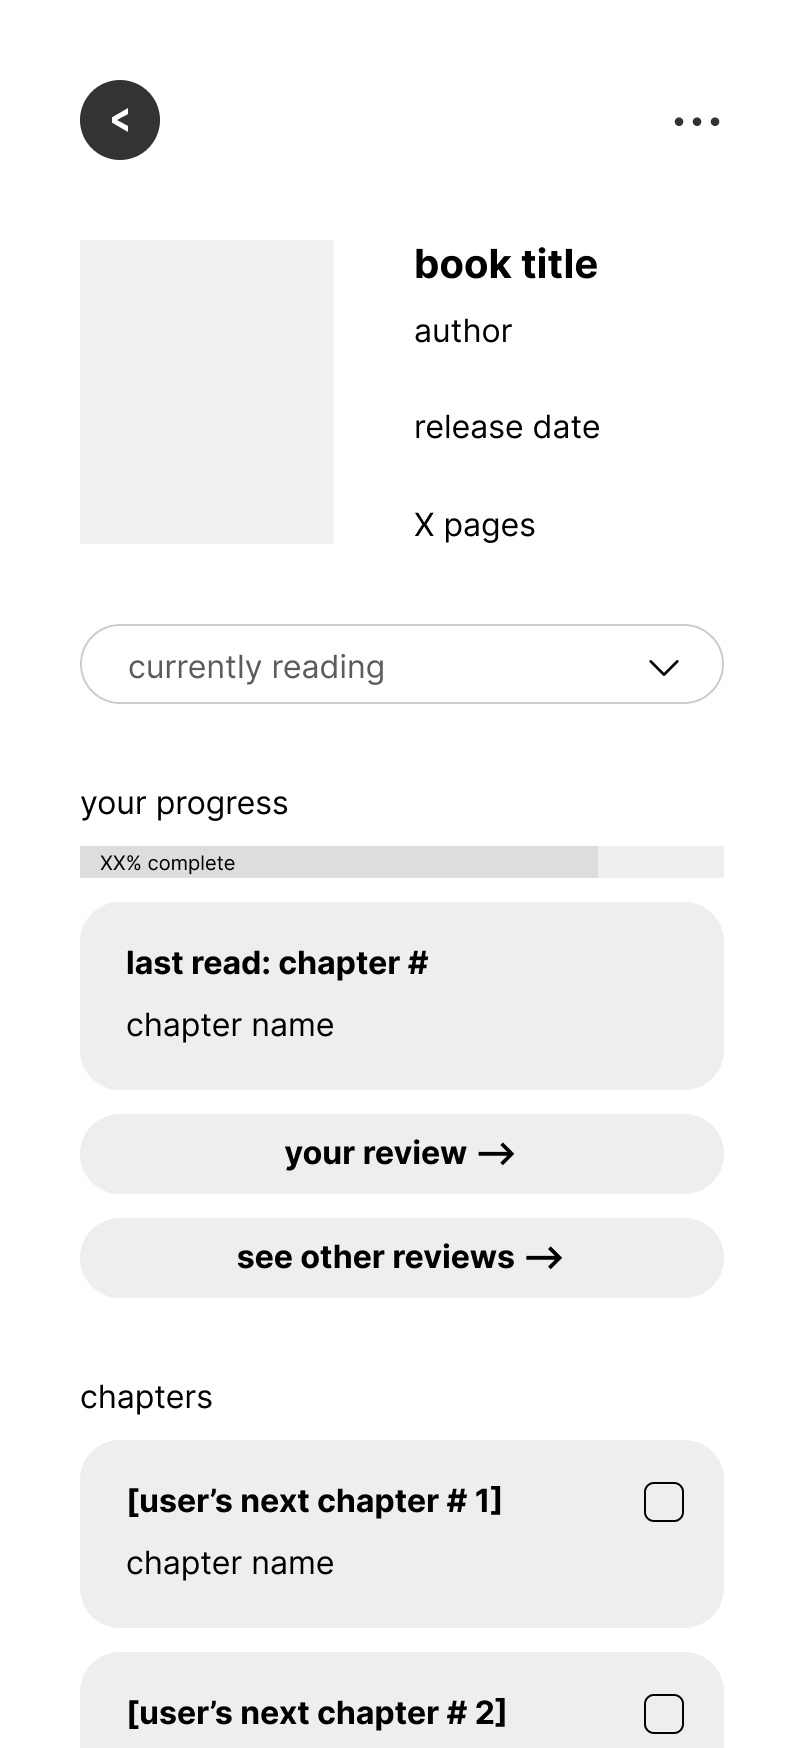 <
...
book title
author
release date
X pages
currently reading
your progress
XX% complete
last read: chapter #
chapter name
your review →
see other reviews →
chapters
[user’s next chapter # 1]
chapter name
[user’s next chapter # 2]